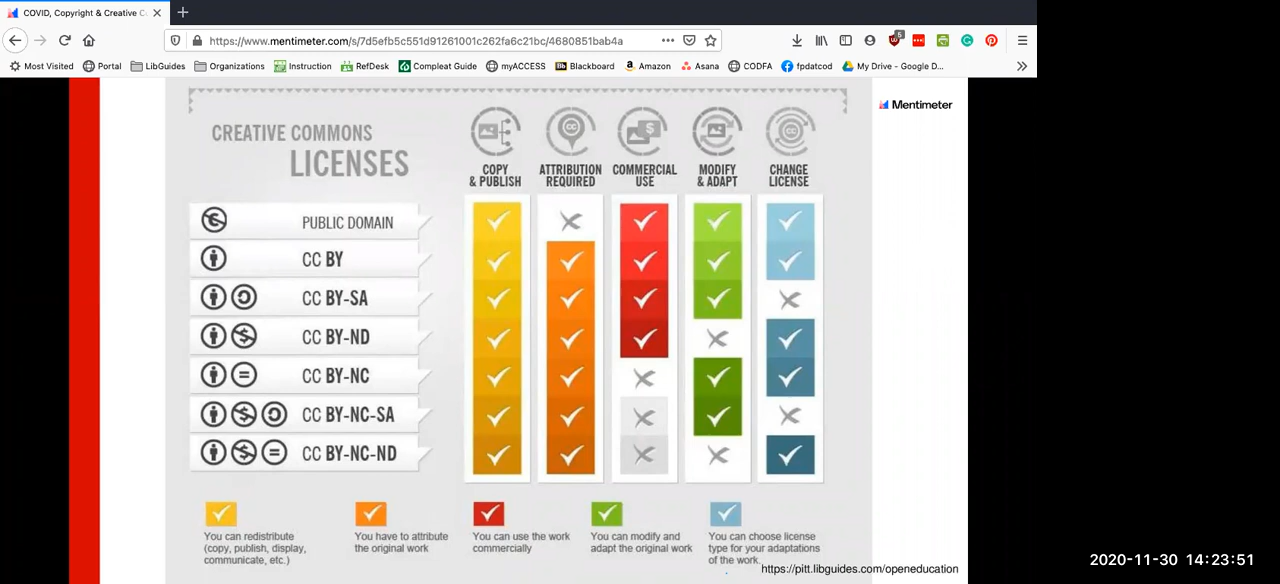 COVID, Copyright & Creative C
https://www.mentimeter.com/s/7d5efb5c551d91261001c262fa6c21bc/4680851bab4a
5
Most Visited Portal LibGuides Organizations Instruction RefDesk Compleat Guide myACCESS Bb Blackboard Amazon Asana CODFA fpdatcod My Drive - Google D...
Mentimeter
CREATIVE COMMONS
LICENSES
COPY
& PUBLISH
ATTRIBUTION
REQUIRED
COMMERCIAL
USE
MODIFY
& ADAPT
CHANGE
LICENSE
PUBLIC DOMAIN
CC BY
CC BY-SA
CC BY-ND
CC BY-NC
CC BY-NC-SA
CC BY-NC-ND
You can redistribute
(copy, publish, display,
communicate, etc.)
You have to attribute
the original work
You can use the work
commercially
You can modify and
adapt the original work
You can choose license
type for your adaptations
of the work.
https://pitt.libguides.com/openeducation
2020-11-30 14:23:51